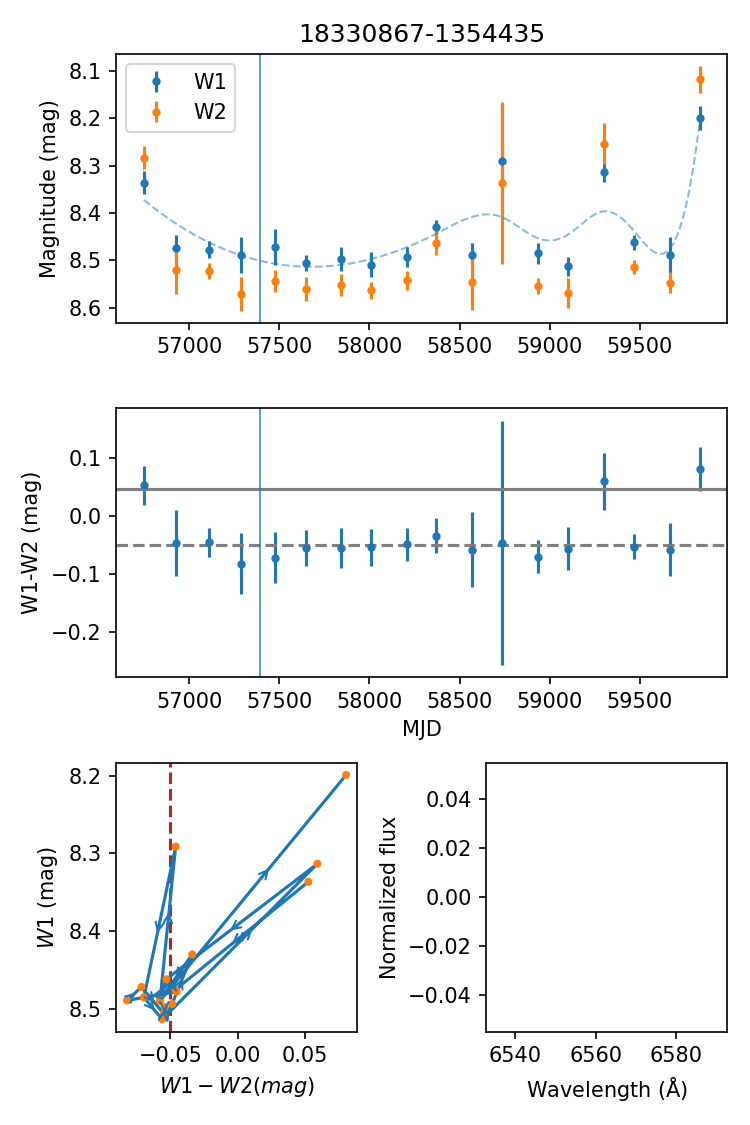 18330867-1354435
Magnitude (mag)
8.1
8.2
8.3
8.4
8.5
8.6
W1
W2
57000 57500 58000 58500 59000 59500
W1-W2 (mag)
0.1
0.0
−0.1
−0.2
57000 57500 58000 58500 59000 59500
MJD
W1 (mag)
8.2
8.3
8.4
8.5
−0.05 0.00 0.05
W1 − W2(mag)
Normalized flux
0.04
0.02
0.00
−0.02
−0.04
6540 6560 6580
Wavelength (Å)